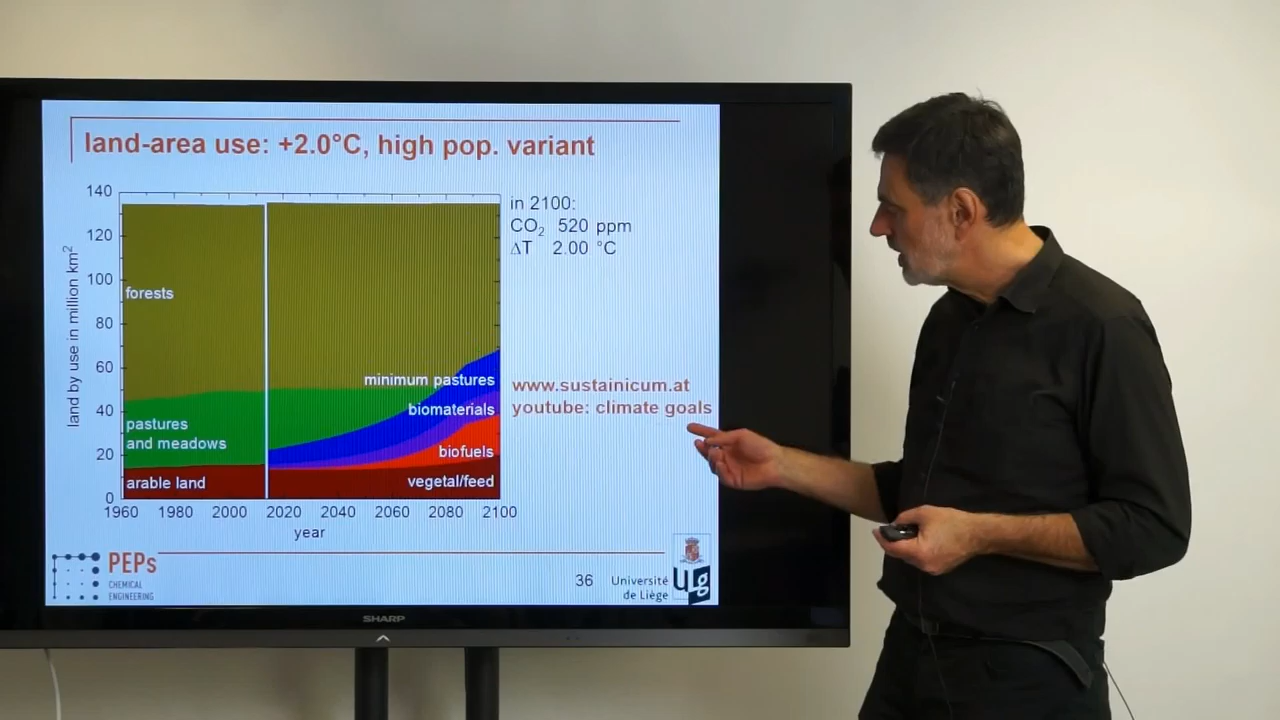 land-area use: +2.0°C, high pop. variant
land by use in million km²
140
120
100
80
60
40
20
0
forests
pastures
and meadows
arable land
minimum pastures
biomaterials
biofuels
vegetal/feed
1960 1980 2000 2020 2040 2060 2080 2100
year
in 2100:
CO₂ 520 ppm
ΔT 2.00 °C
www.sustainicum.at
youtube: climate goals
PEPs
CHEMICAL
ENGINEERING
36
Université
de Liège
ULg
SHARP